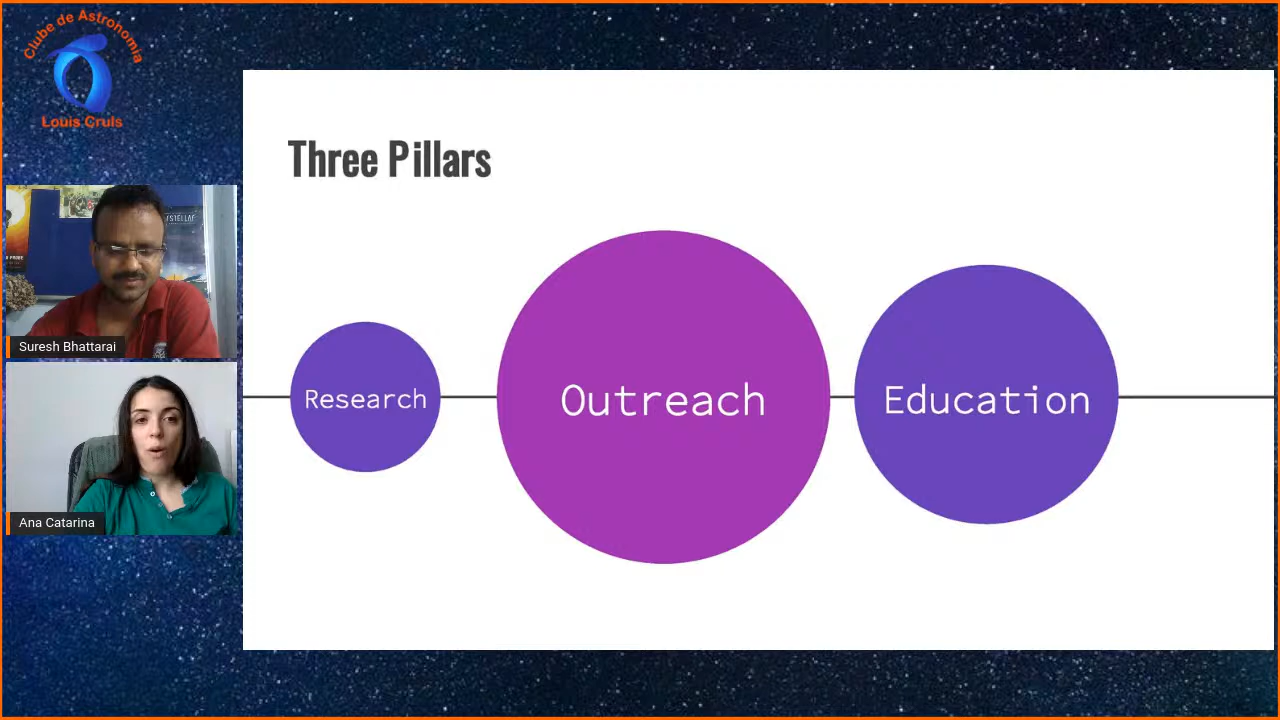 Clube de Astronomia
Louis Cruls
Three Pillars
Research
Outreach
Education
Suresh Bhattarai
Ana Catarina